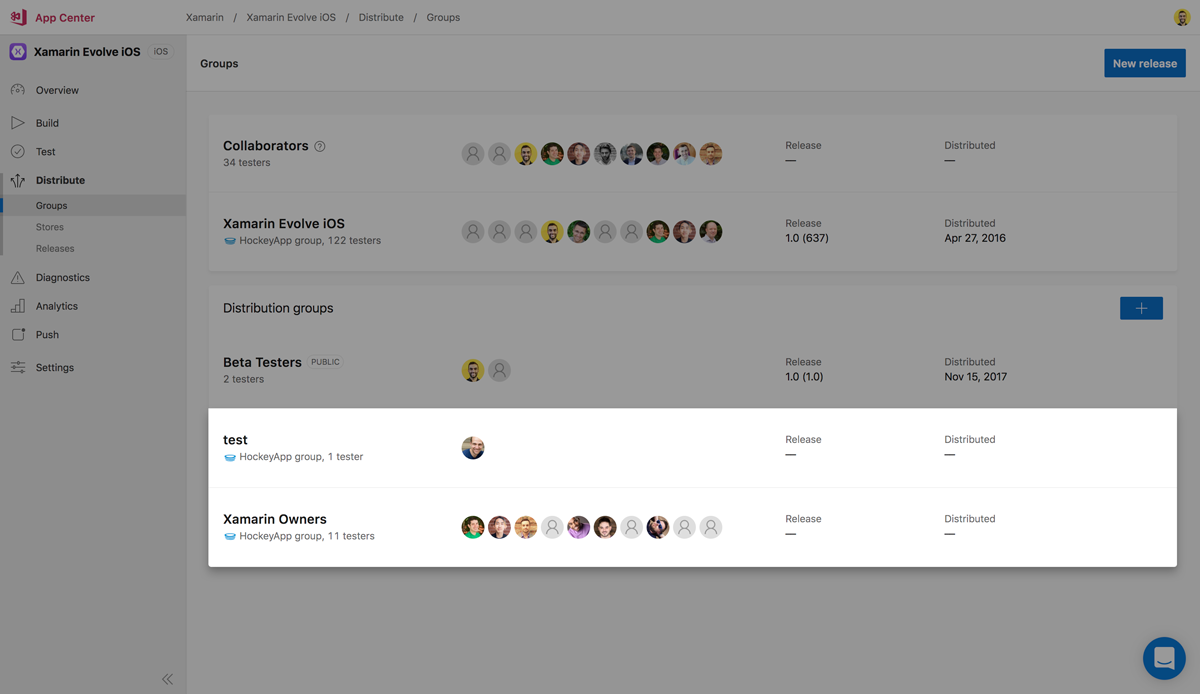 App Center
Xamarin / Xamarin Evolve iOS / Distribute / Groups
Xamarin Evolve iOS iOS
Overview
Build
Test
Distribute
Groups
Stores
Releases
Diagnostics
Analytics
Push
Settings
Groups
New release
Collaborators ?
34 testers
Release
—
Distributed
—
Xamarin Evolve iOS
HockeyApp group, 122 testers
Release
1.0 (637)
Distributed
Apr 27, 2016
Distribution groups
Beta Testers PUBLIC
2 testers
Release
1.0 (1.0)
Distributed
Nov 15, 2017
test
HockeyApp group, 1 tester
Release
—
Distributed
—
Xamarin Owners
HockeyApp group, 11 testers
Release
—
Distributed
—